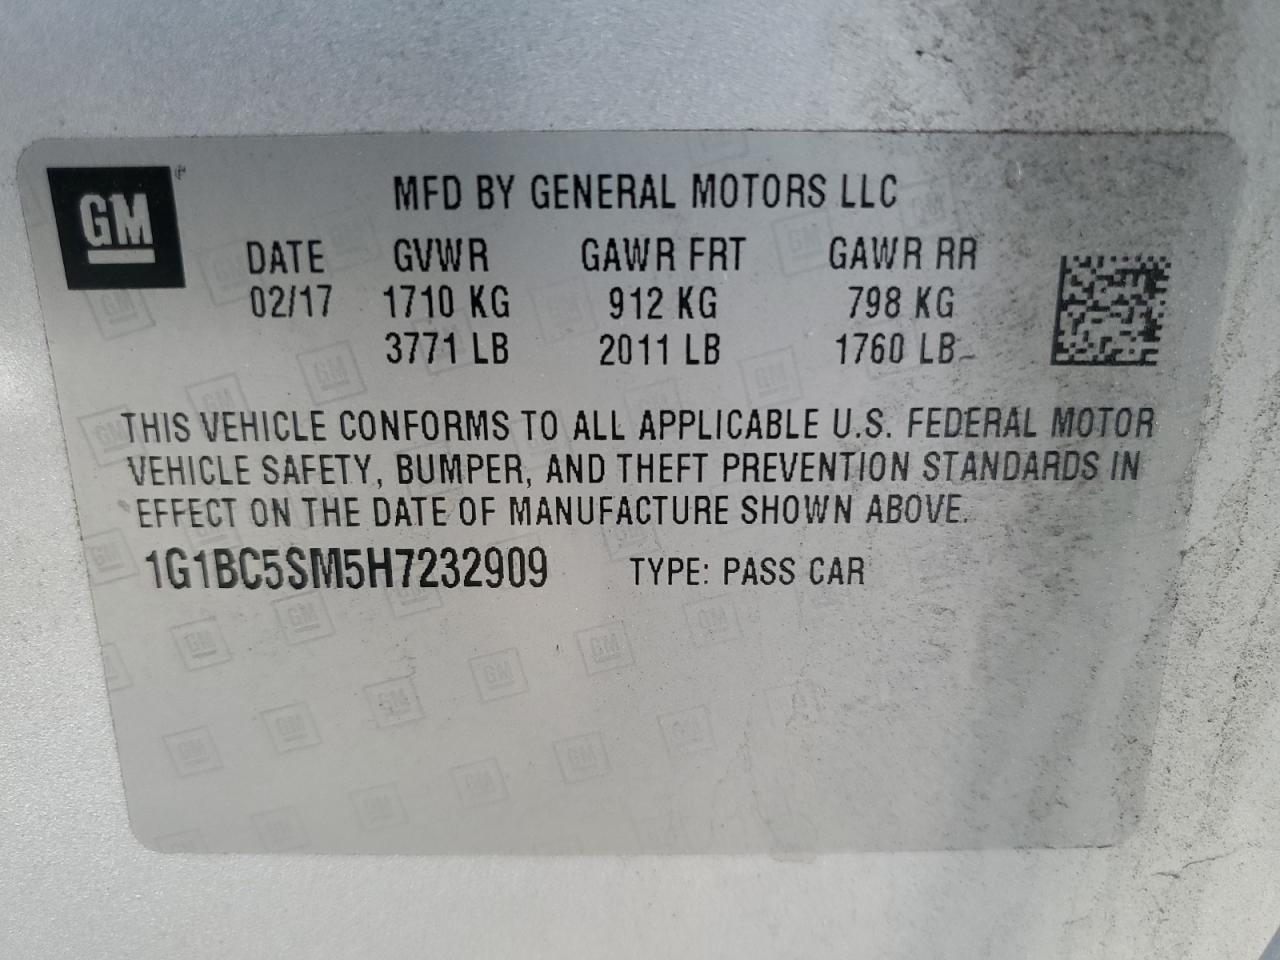 GM
MFD BY GENERAL MOTORS LLC
DATE GVWR GAWR FRT GAWR RR
02/17 1710 KG 912 KG 798 KG
3771 LB 2011 LB 1760 LB
THIS VEHICLE CONFORMS TO ALL APPLICABLE U.S. FEDERAL MOTOR
VEHICLE SAFETY, BUMPER, AND THEFT PREVENTION STANDARDS IN
EFFECT ON THE DATE OF MANUFACTURE SHOWN ABOVE.
1G1BC5SM5H7232909 TYPE: PASS CAR